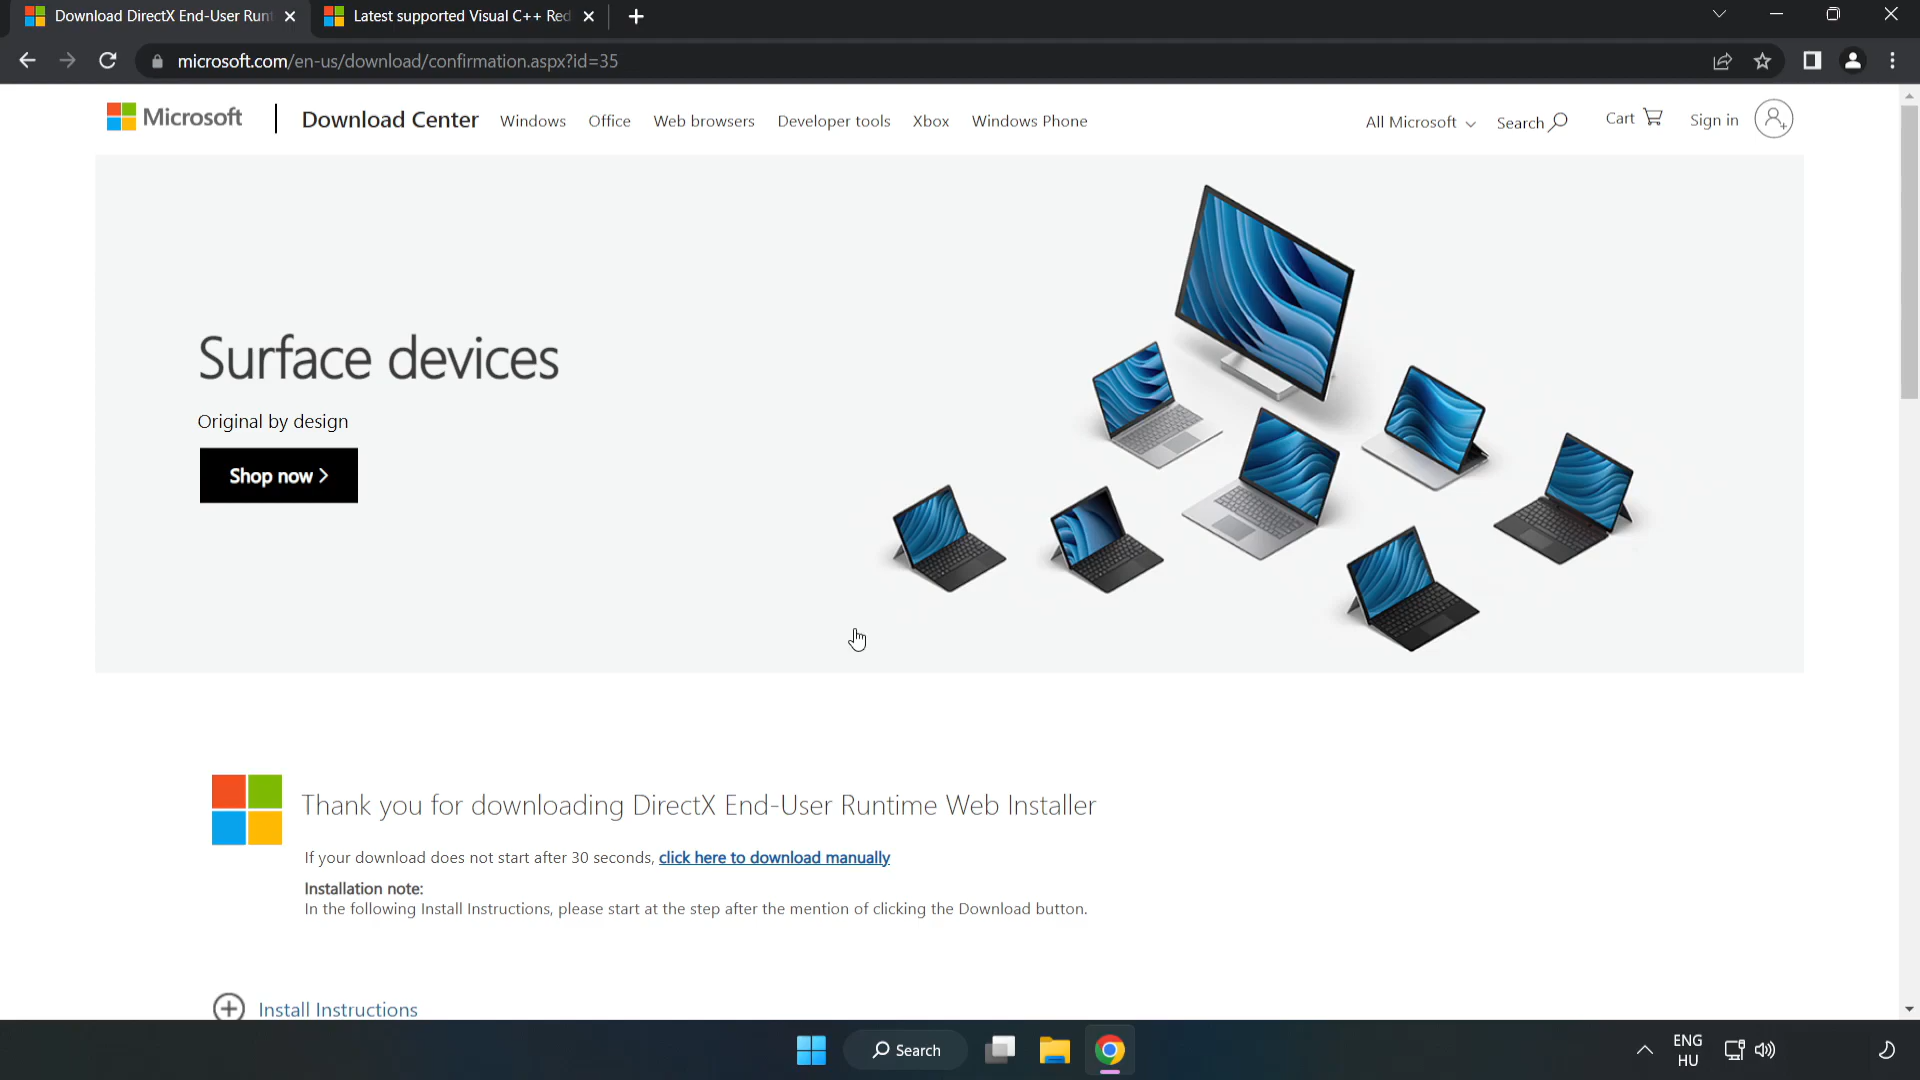 Download DirectX End-User Runt
Latest supported Visual C++ Red
microsoft.com/en-us/download/confirmation.aspx?id=35
Microsoft
Download Center
Windows
Office
Web browsers
Developer tools
Xbox
Windows Phone
All Microsoft
Search
Cart
Sign in
Surface devices
Original by design
Shop now >
Thank you for downloading DirectX End-User Runtime Web Installer
If your download does not start after 30 seconds, click here to download manually
Installation note:
In the following Install Instructions, please start at the step after the mention of clicking the Download button.
Install Instructions
Search
ENG
HU